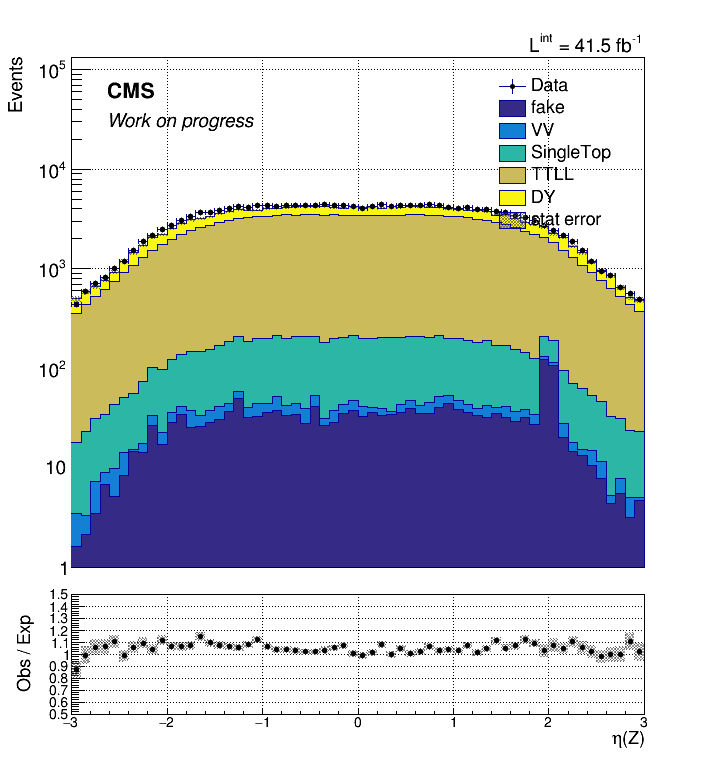 L^int = 41.5 fb^-1
Events
10^5
10^4
10^3
10^2
10
1
CMS
Work on progress
Data
fake
VV
SingleTop
TTLL
DY
stat error
Obs / Exp
1.5
1.4
1.3
1.2
1.1
1
0.9
0.8
0.7
0.6
0.5
−3 −2 −1 0 1 2 3
η(Z)